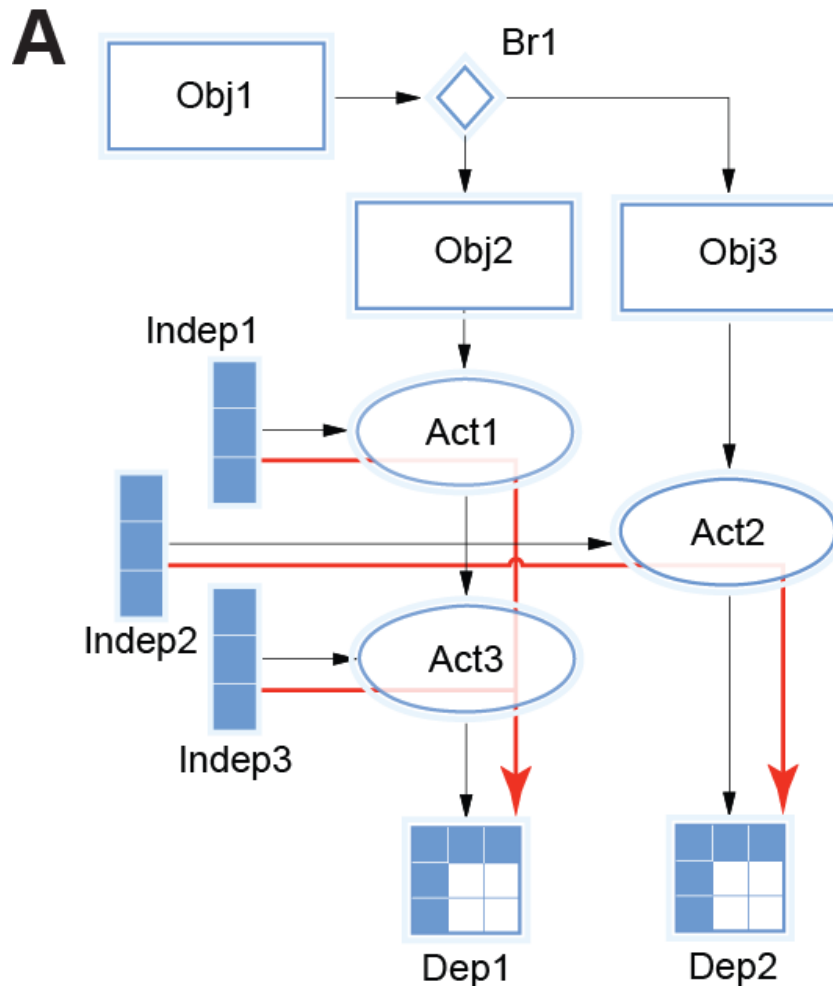 A
Br1
Obj1
Obj2
Obj3
Indep1
Act1
Act2
Indep2
Act3
Indep3
Dep1
Dep2